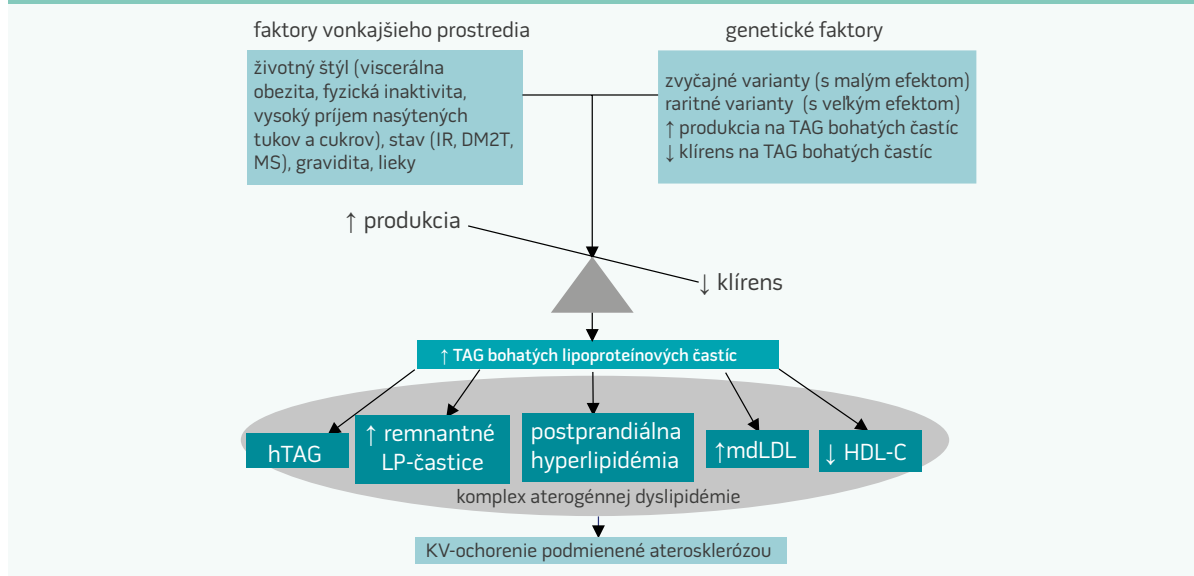 faktory vonkajšieho prostredia
životný štýl (viscerálna
obezita, fyzická inaktivita,
vysoký príjem nasýtených
tukov a cukrov), stav (IR, DM2T,
MS), gravidita, lieky
genetické faktory
zvyčajné varianty (s malým efektom)
raritné varianty (s veľkým efektom)
↑ produkcia na TAG bohatých častíc
↓ klírens na TAG bohatých častíc
↑ produkcia
↓ klírens
↑ TAG bohatých lipoproteínových častíc
hTAG
↑ remnantné
LP-častice
postprandiálna
hyperlipidémia
↑mdLDL
↓ HDL-C
komplex aterogénnej dyslipidémie
KV-ochorenie podmienené aterosklerózou